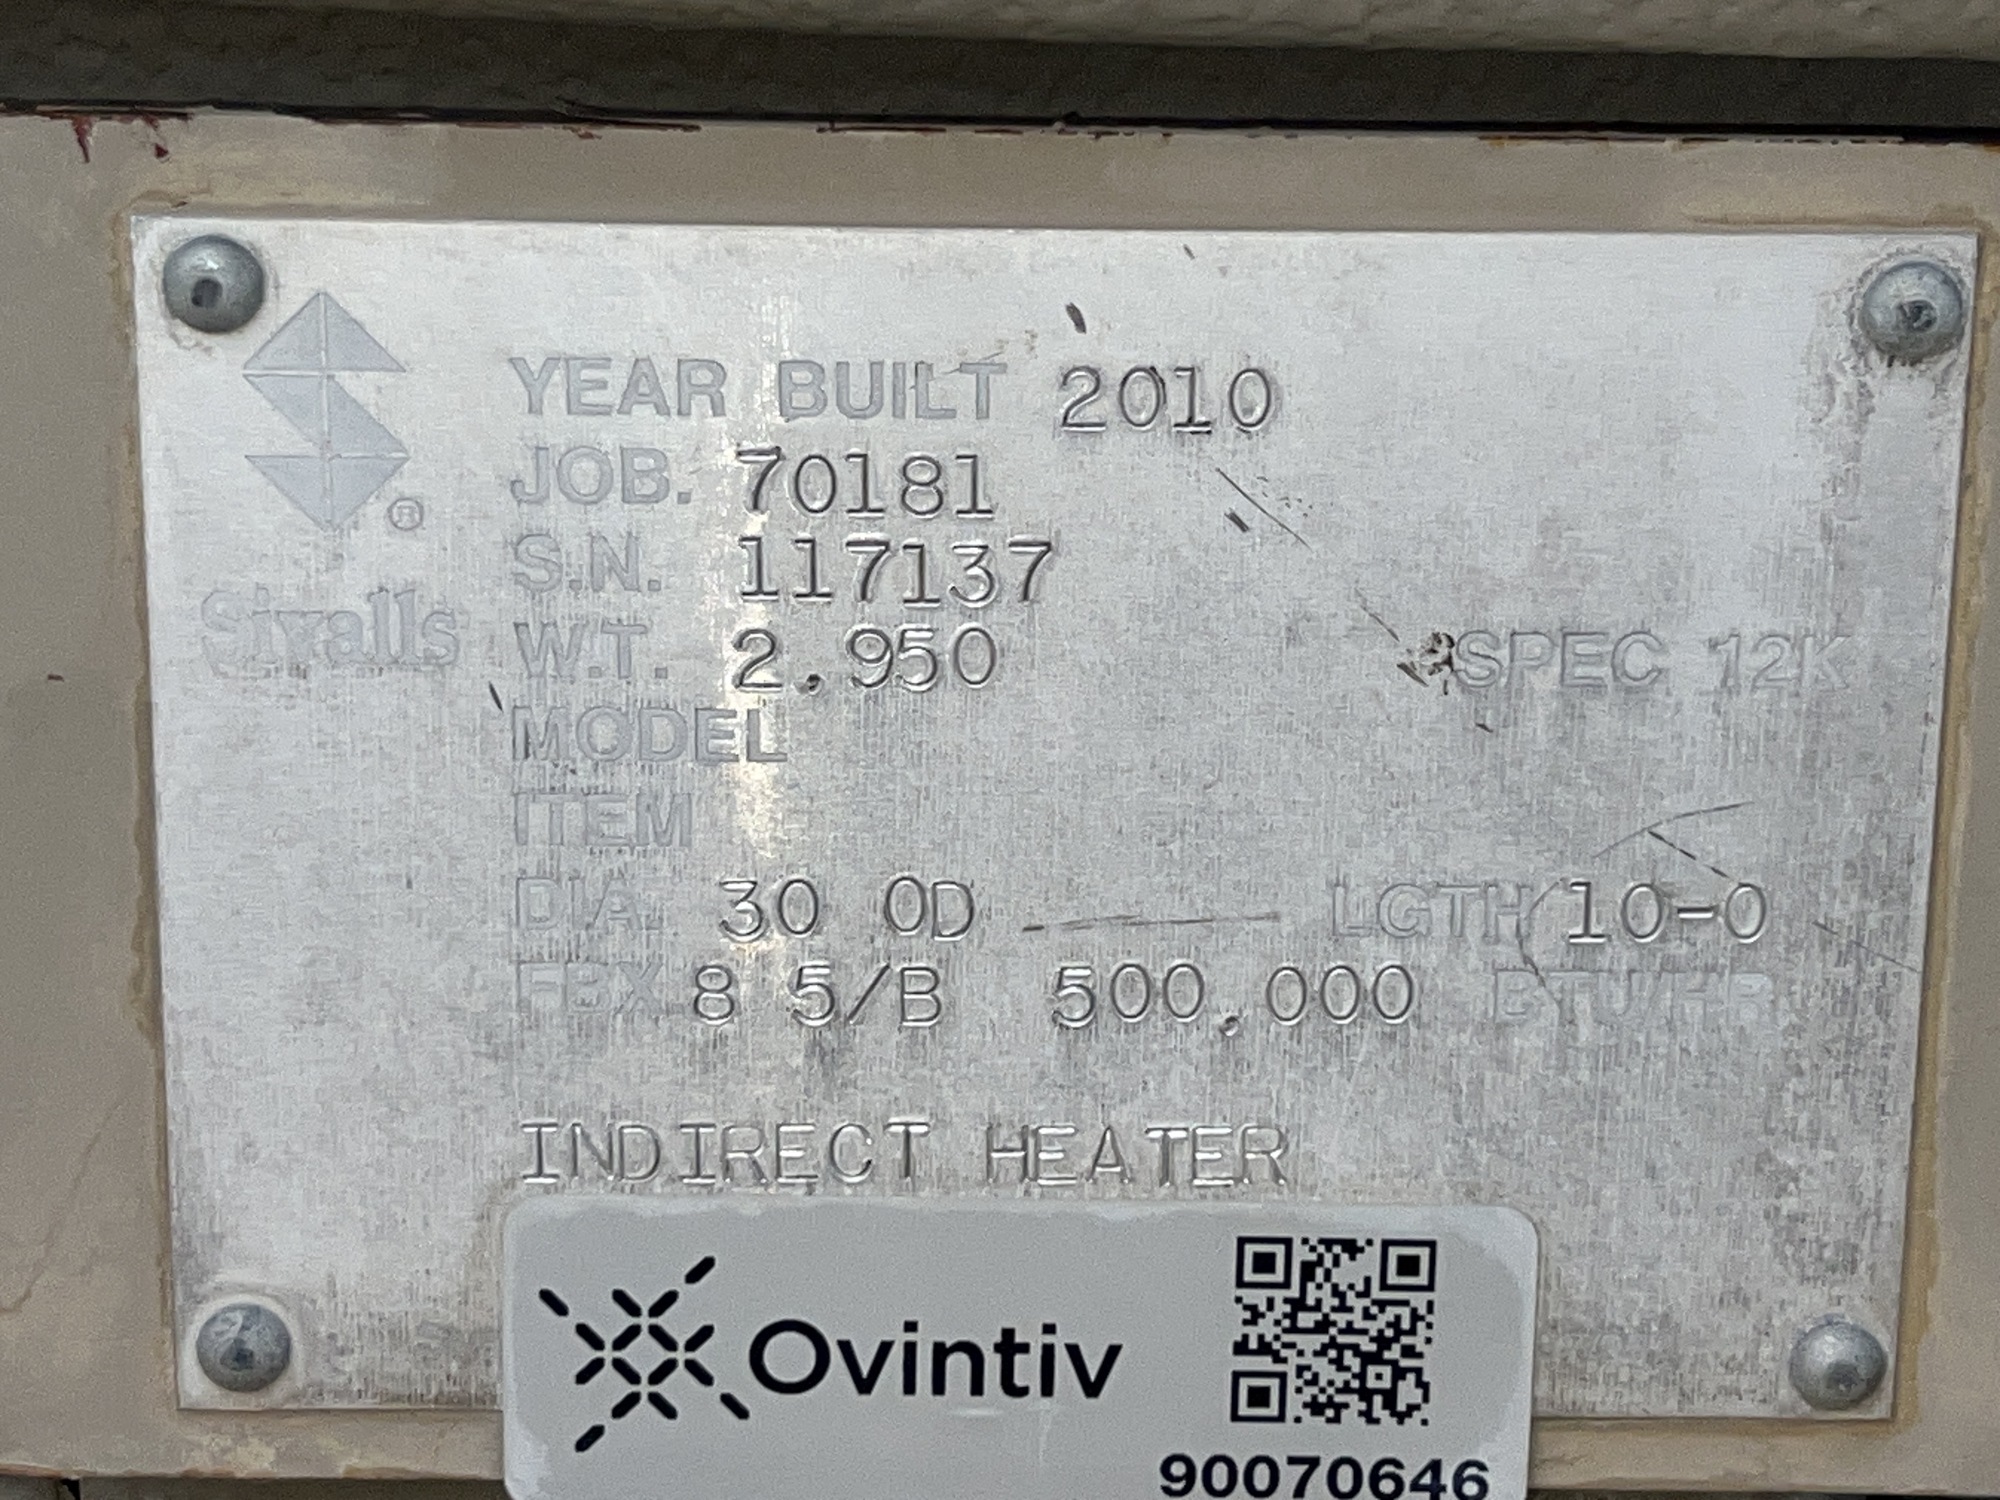 YEAR BUILT 2010
JOB. 70181
S.N. 117137
Sivalls ®
W.T. 2,950 SPEC 12K
MODEL
ITEM
DIA. 30 OD LGTH 10-0
FBX 8 5/B 500,000 BTU/HR
INDIRECT HEATER
Ovintiv
90070646